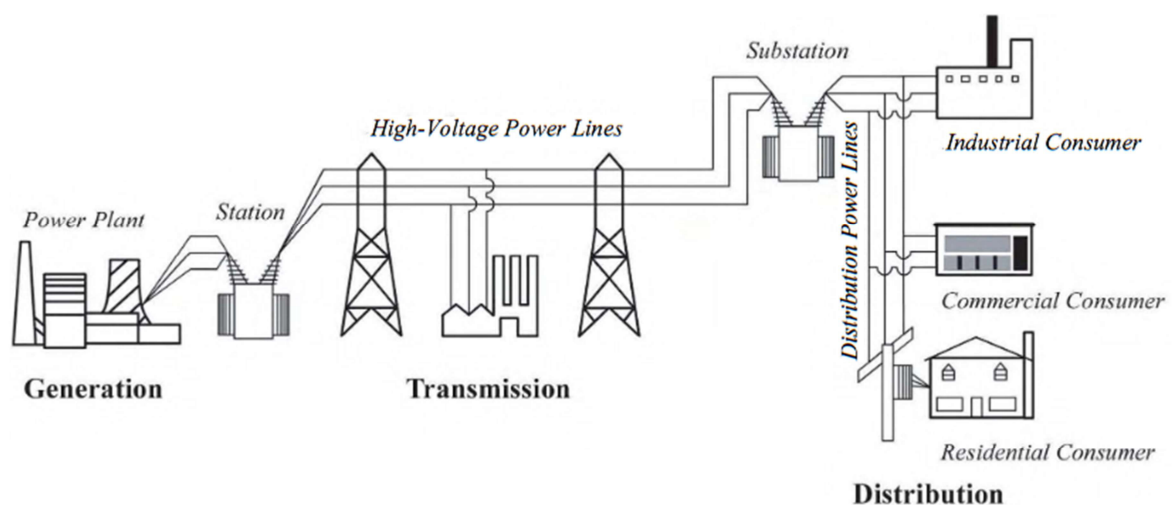 Substation
High-Voltage Power Lines
Industrial Consumer
Power Plant
Station
Distribution Power Lines
Commercial Consumer
Generation
Transmission
Residential Consumer
Distribution